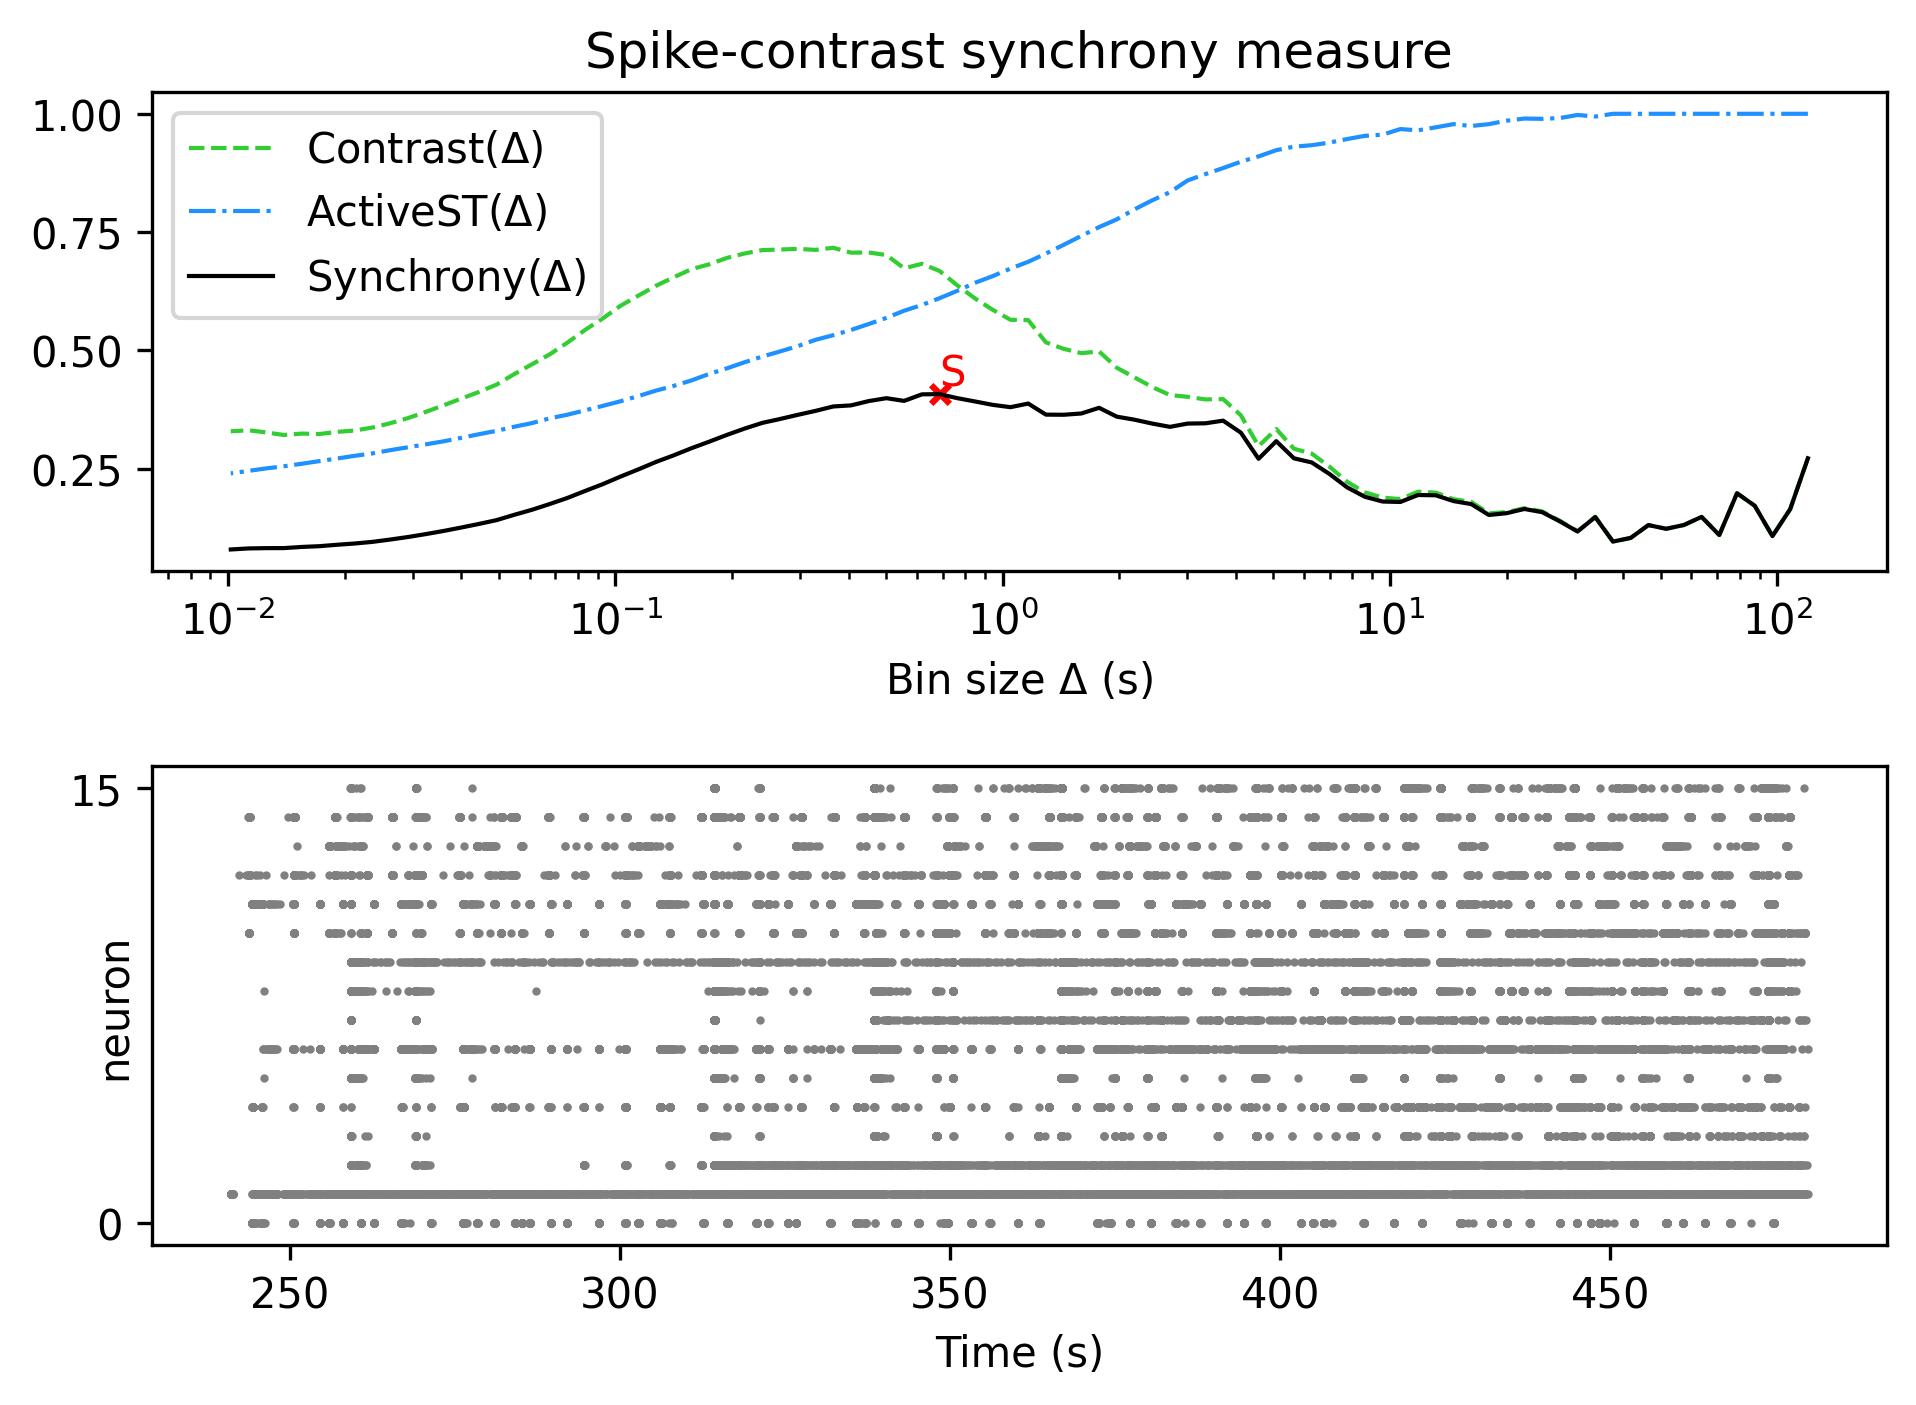 Spike-contrast synchrony measure
1.00
0.75
0.50
0.25
Contrast(Δ)
ActiveST(Δ)
Synchrony(Δ)
S
10⁻² 10⁻¹ 10⁰ 10¹ 10²
Bin size Δ (s)
15
0
neuron
250 300 350 400 450
Time (s)